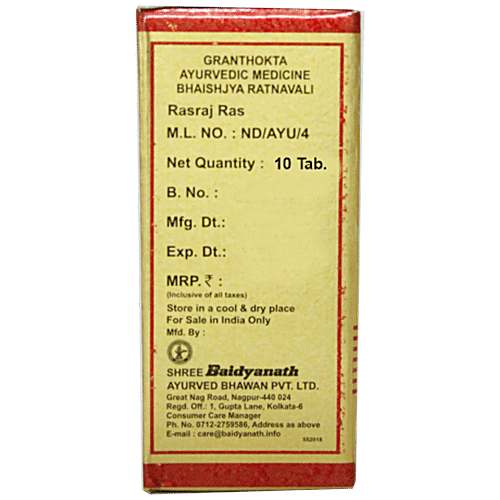 GRANTHOKTA
AYURVEDIC MEDICINE
BHAISHJYA RATNAVALI
Rasraj Ras
M.L. NO. : ND/AYU/4
Net Quantity : 10 Tab.
B. No. :
Mfg. Dt.:
Exp. Dt.:
MRP. ₹ :
(Inclusive of all taxes)
Store in a cool & dry place
For Sale in India Only
Mfd. By :
SHREE Baidyanath
AYURVED BHAWAN PVT. LTD.
Great Nag Road, Nagpur-440 024
Regd. Off.: 1, Gupta Lane, Kolkata-6
Consumer Care Manager
Ph. No. 0712-2759586, Address as above
E-mail : care@baidyanath.info